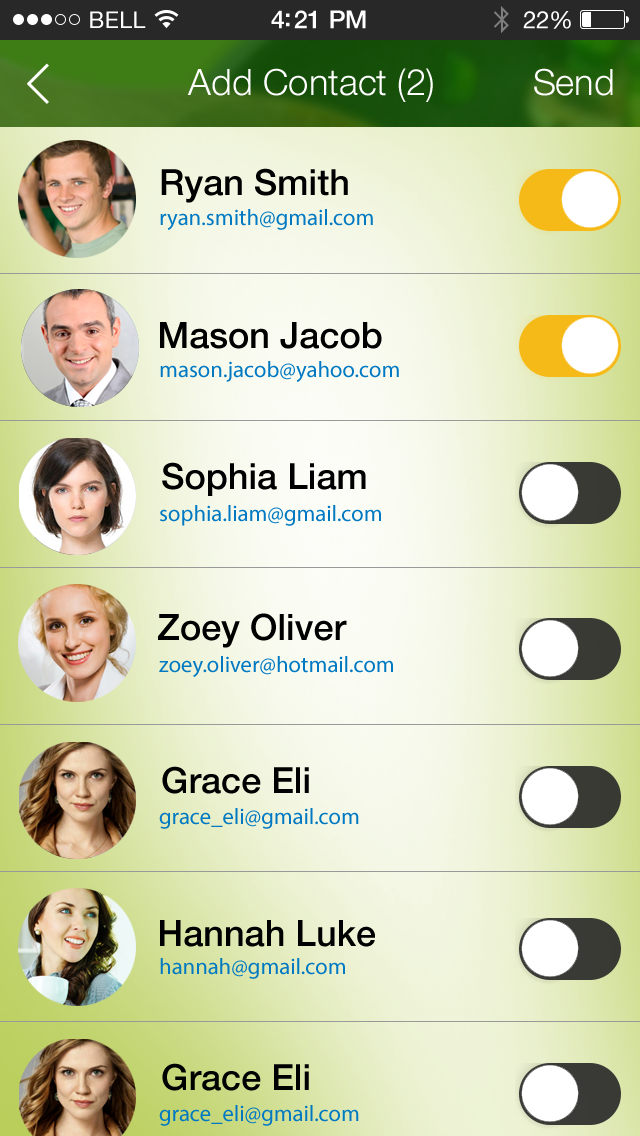 BELL 4:21 PM 22%
Add Contact (2) Send
Ryan Smith
ryan.smith@gmail.com
Mason Jacob
mason.jacob@yahoo.com
Sophia Liam
sophia.liam@gmail.com
Zoey Oliver
zoey.oliver@hotmail.com
Grace Eli
grace_eli@gmail.com
Hannah Luke
hannah@gmail.com
Grace Eli
grace_eli@gmail.com